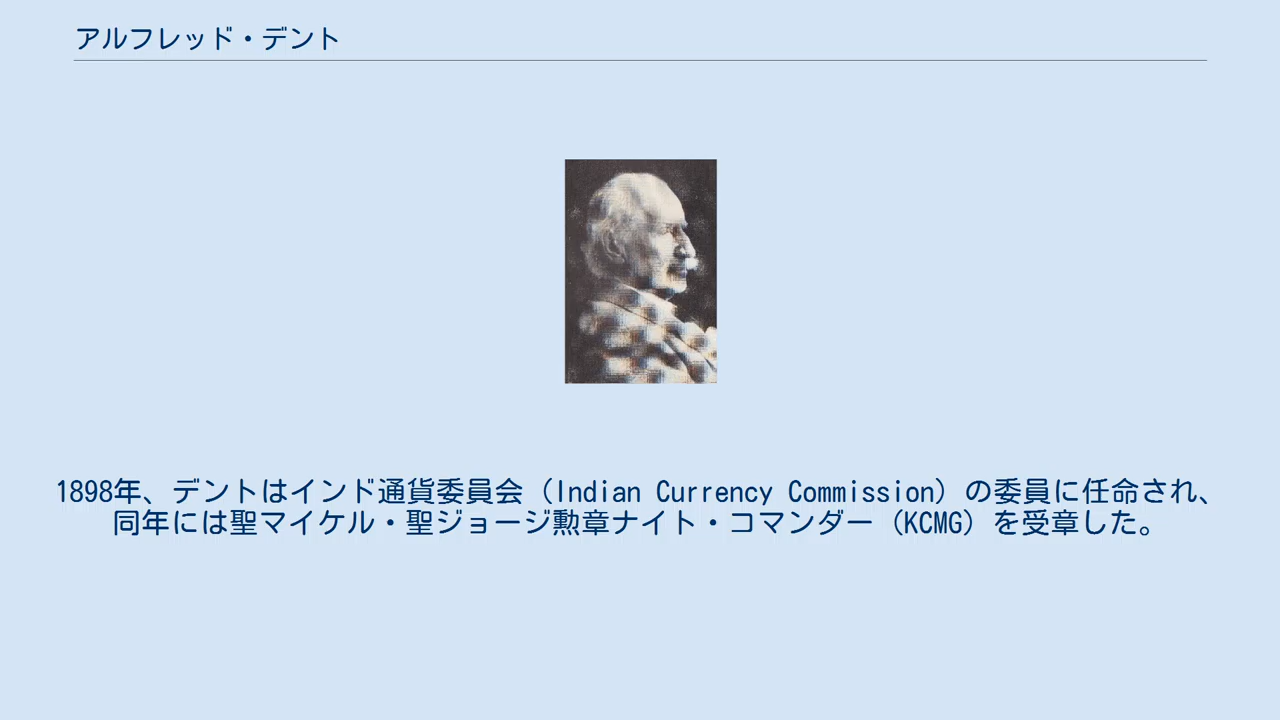 アルフレッド・デント
1898年、デントはインド通貨委員会（Indian Currency Commission）の委員に任命され、
同年には聖マイケル・聖ジョージ勲章ナイト・コマンダー（KCMG）を受章した。